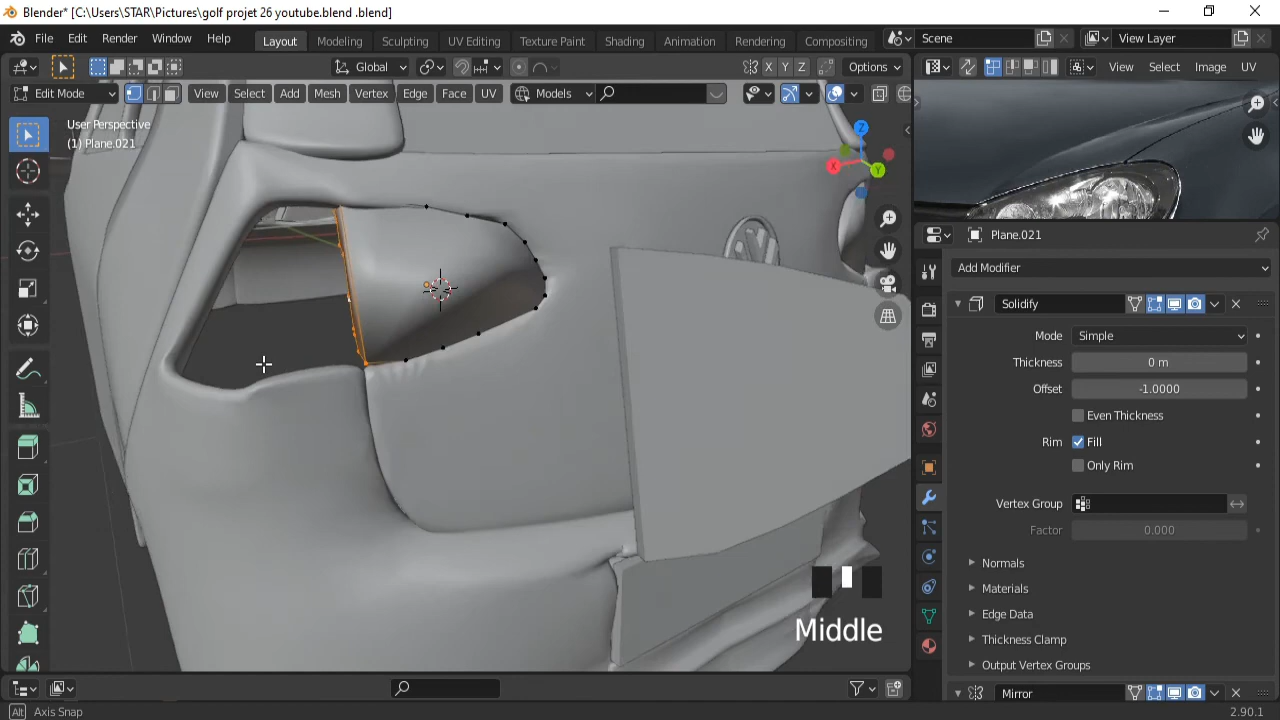 Blender* [C:\Users\STAR\Pictures\golf projet 26 youtube.blend .blend]
File Edit Render Window Help Layout Modeling Sculpting UV Editing Texture Paint Shading Animation Rendering Compositing Scene View Layer
Global X Y Z Options View Select Image UV
Edit Mode View Select Add Mesh Vertex Edge Face UV Models
User Perspective
(1) Plane.021
Z
X
Y
Plane.021
Add Modifier
Solidify
Mode Simple
Thickness 0 m
Offset -1.0000
Even Thickness
Rim Fill
Only Rim
Vertex Group
Factor 0.000
Normals
Materials
Edge Data
Thickness Clamp
Output Vertex Groups
Mirror
Middle
Alt Axis Snap 2.90.1